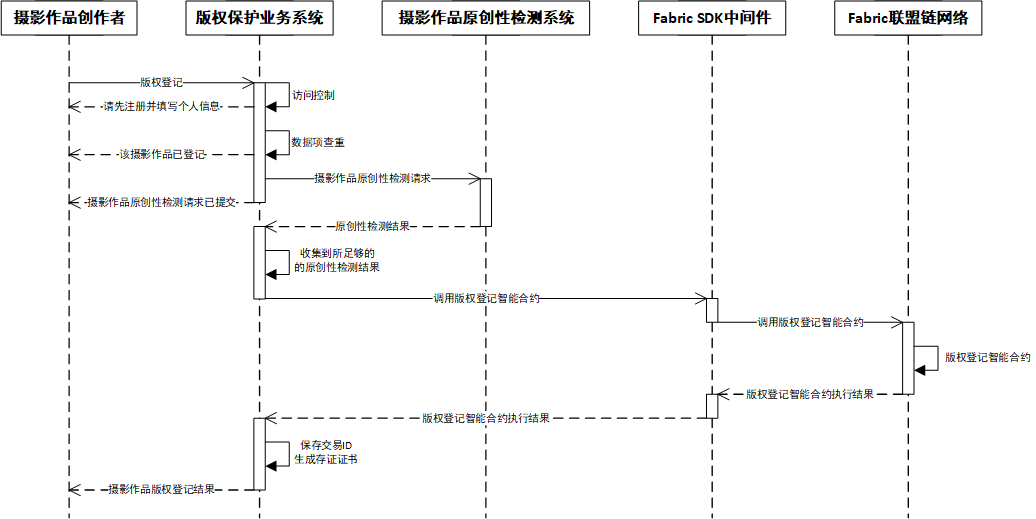 摄影作品创作者
版权保护业务系统
摄影作品原创性检测系统
Fabric SDK中间件
Fabric联盟链网络
版权登记
访问控制
请先注册并填写个人信息
数据项查重
该摄影作品已登记
摄影作品原创性检测请求
摄影作品原创性检测请求已提交
原创性检测结果
收集到所足够的
的原创性检测结果
调用版权登记智能合约
调用版权登记智能合约
版权登记智能合约
版权登记智能合约执行结果
版权登记智能合约执行结果
保存交易ID
生成存证证书
摄影作品版权登记结果